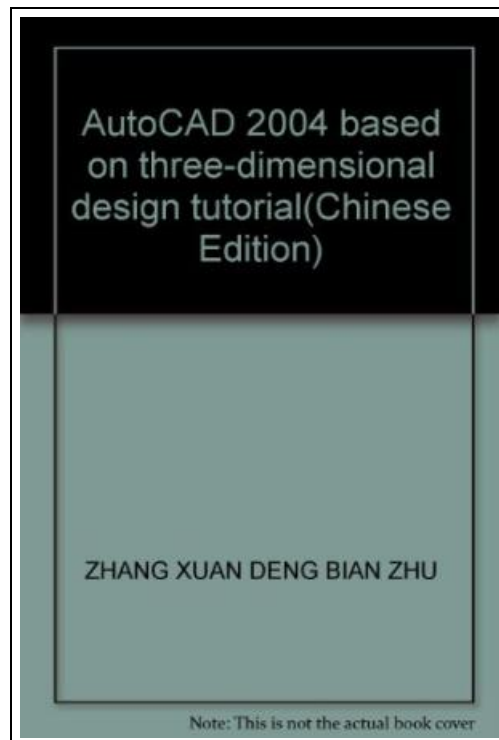 AutoCAD 2004 based
on three-dimensional
design tutorial(Chinese
Edition)
ZHANG XUAN DENG BIAN ZHU
Note: This is not the actual book cover